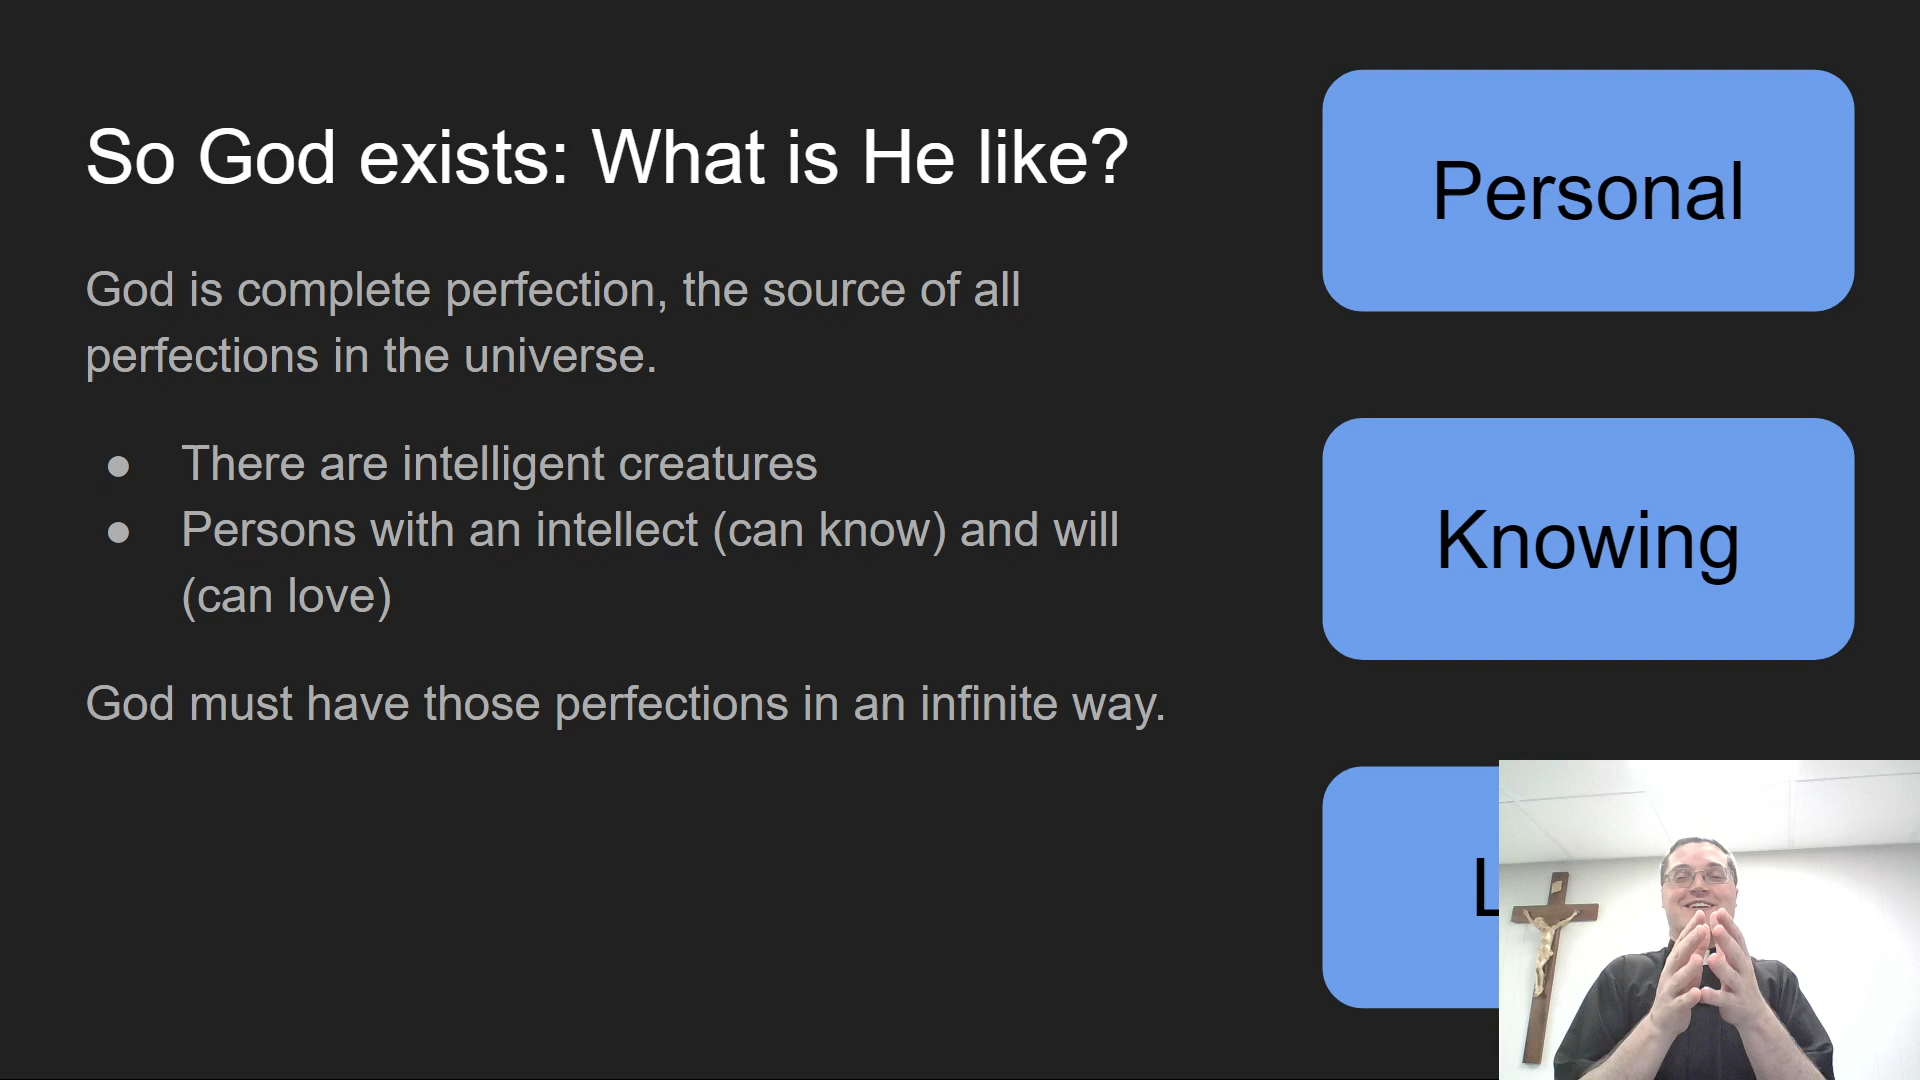 So God exists: What is He like?
God is complete perfection, the source of all
perfections in the universe.
● There are intelligent creatures
● Persons with an intellect (can know) and will
(can love)
God must have those perfections in an infinite way.
Personal
Knowing